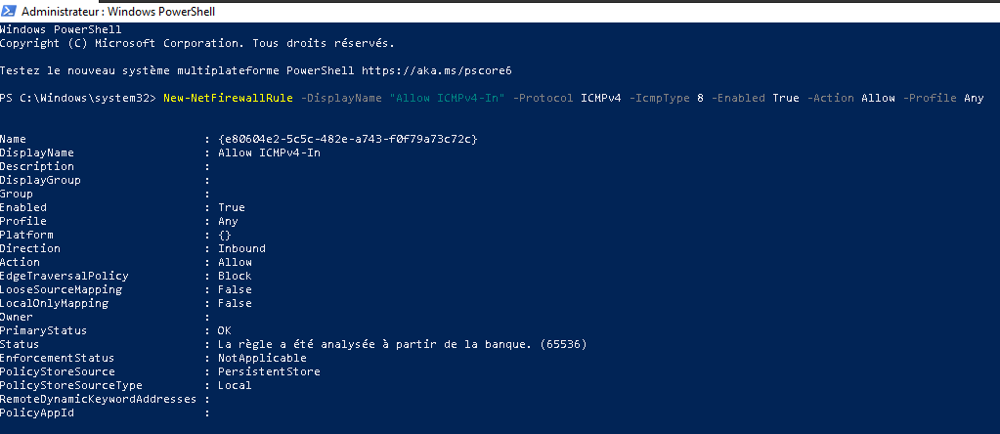 Administrateur : Windows PowerShell
Windows PowerShell
Copyright (C) Microsoft Corporation. Tous droits réservés.
Testez le nouveau système multiplateforme PowerShell https://aka.ms/pscore6
PS C:\Windows\system32> New-NetFirewallRule -DisplayName "Allow ICMPv4-In" -Protocol ICMPv4 -IcmpType 8 -Enabled True -Action Allow -Profile Any
Name : {e80604e2-5c5c-482e-a743-f0f79a73c72c}
DisplayName : Allow ICMPv4-In
Description :
DisplayGroup :
Group :
Enabled : True
Profile : Any
Platform : {}
Direction : Inbound
Action : Allow
EdgeTraversalPolicy : Block
LooseSourceMapping : False
LocalOnlyMapping : False
Owner :
PrimaryStatus : OK
Status : La règle a été analysée à partir de la banque. (65536)
EnforcementStatus : NotApplicable
PolicyStoreSource : PersistentStore
PolicyStoreSourceType : Local
RemoteDynamicKeywordAddresses :
PolicyAppId :